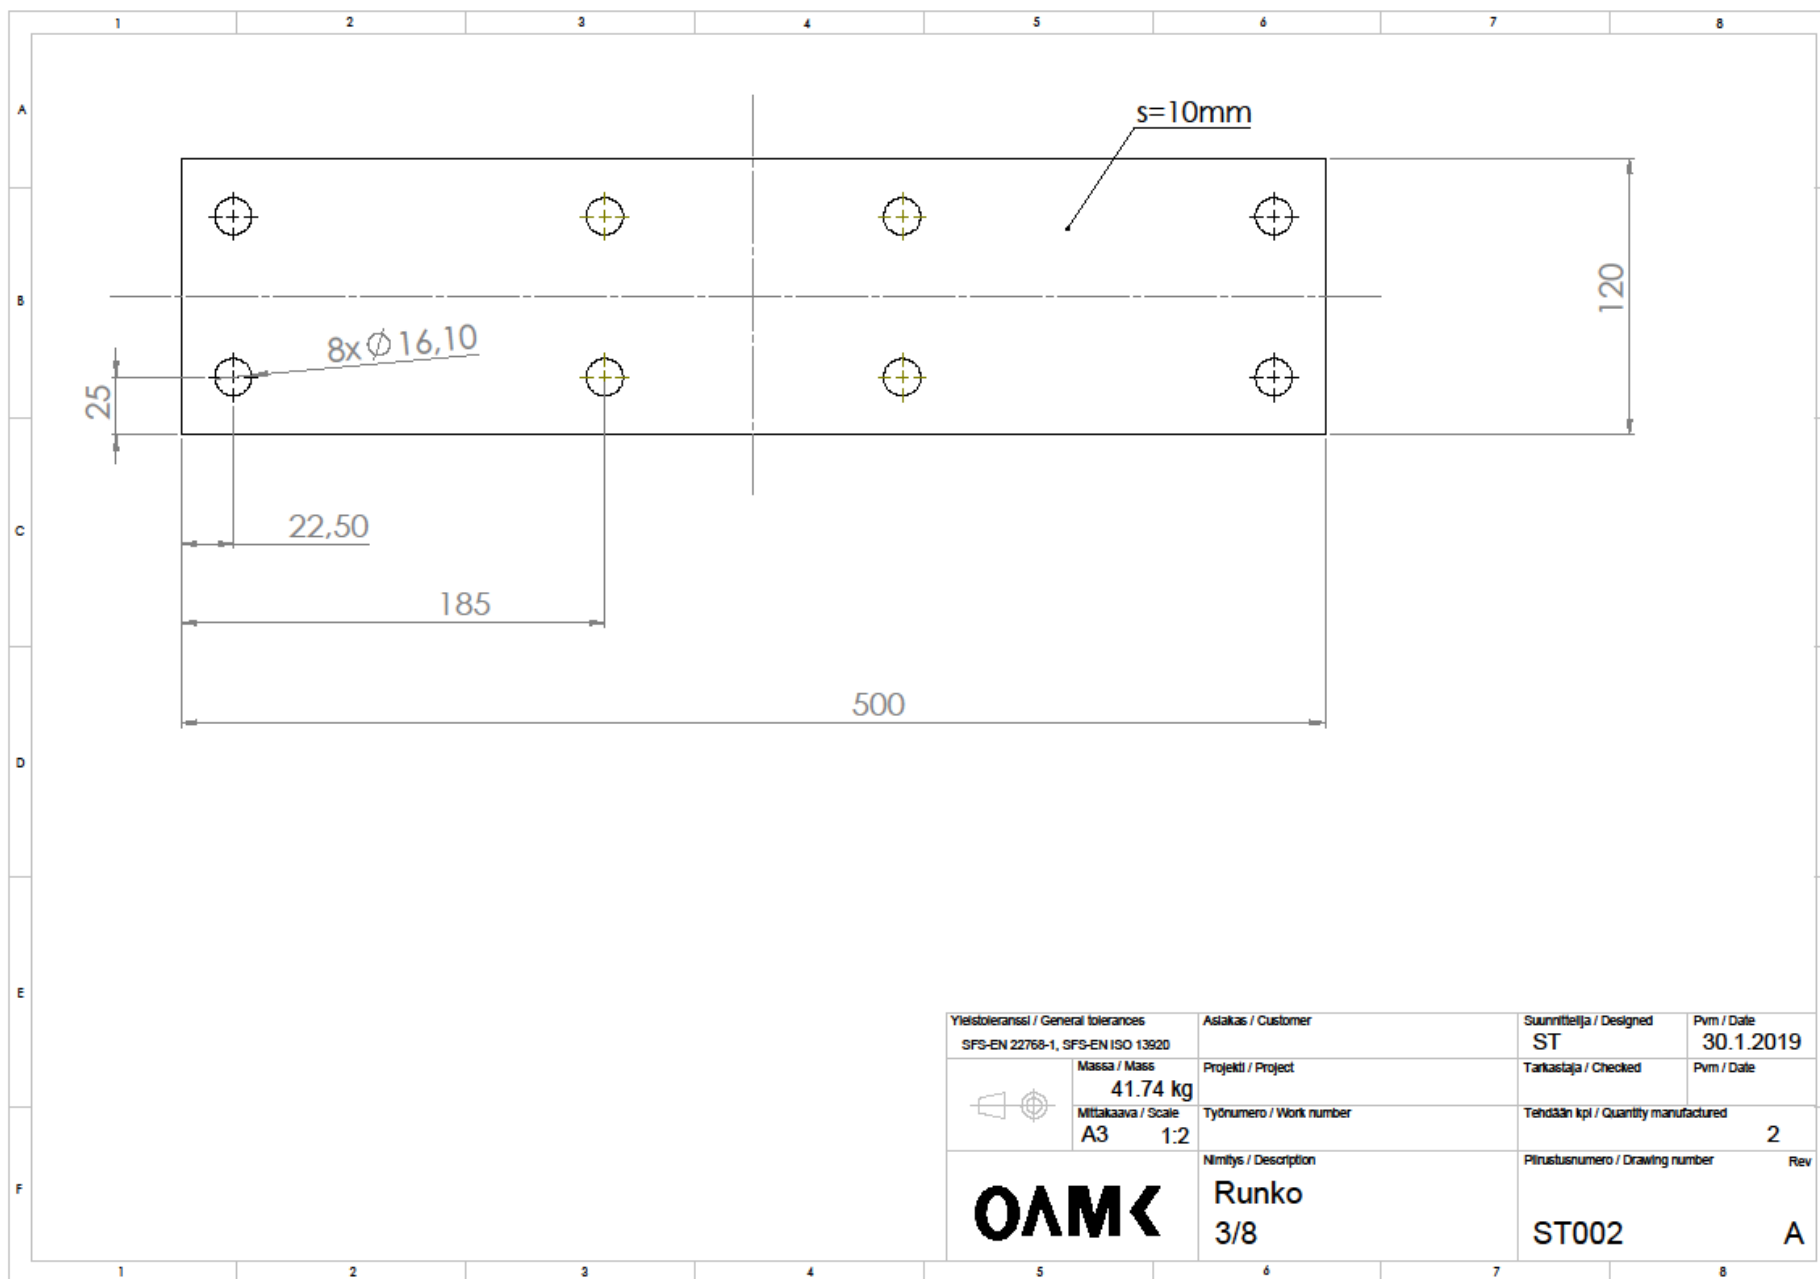 1 2 3 4 5 6 7 8
A
s=10mm
B
120
8x Ø 16,10
25
C
22,50
185
500
D
E
Yleistoleranssi / General tolerances
SFS-EN 22768-1, SFS-EN ISO 13920
Asiakas / Customer
Suunnittelija / Designed
ST
Pvm / Date
30.1.2019
Massa / Mass
41.74 kg
Projekti / Project
Tarkastaja / Checked
Pvm / Date
Mittakaava / Scale
A3 1:2
Työnumero / Work number
Tehdään kpl / Quantity manufactured
2
F
OAMK
Nimitys / Description
Runko
3/8
Piirustusnumero / Drawing number
ST002
Rev
A
1 2 3 4 5 6 7 8